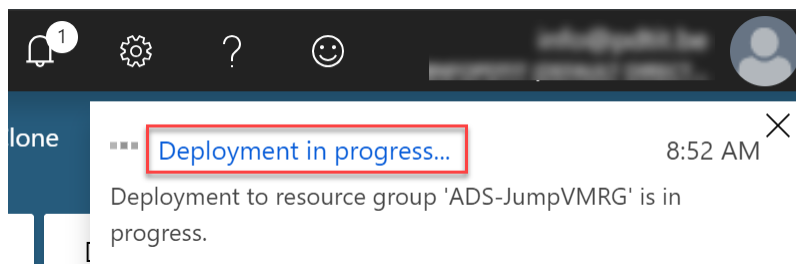 1
lone
Deployment in progress...
8:52 AM
Deployment to resource group 'ADS-JumpVMRG' is in
progress.